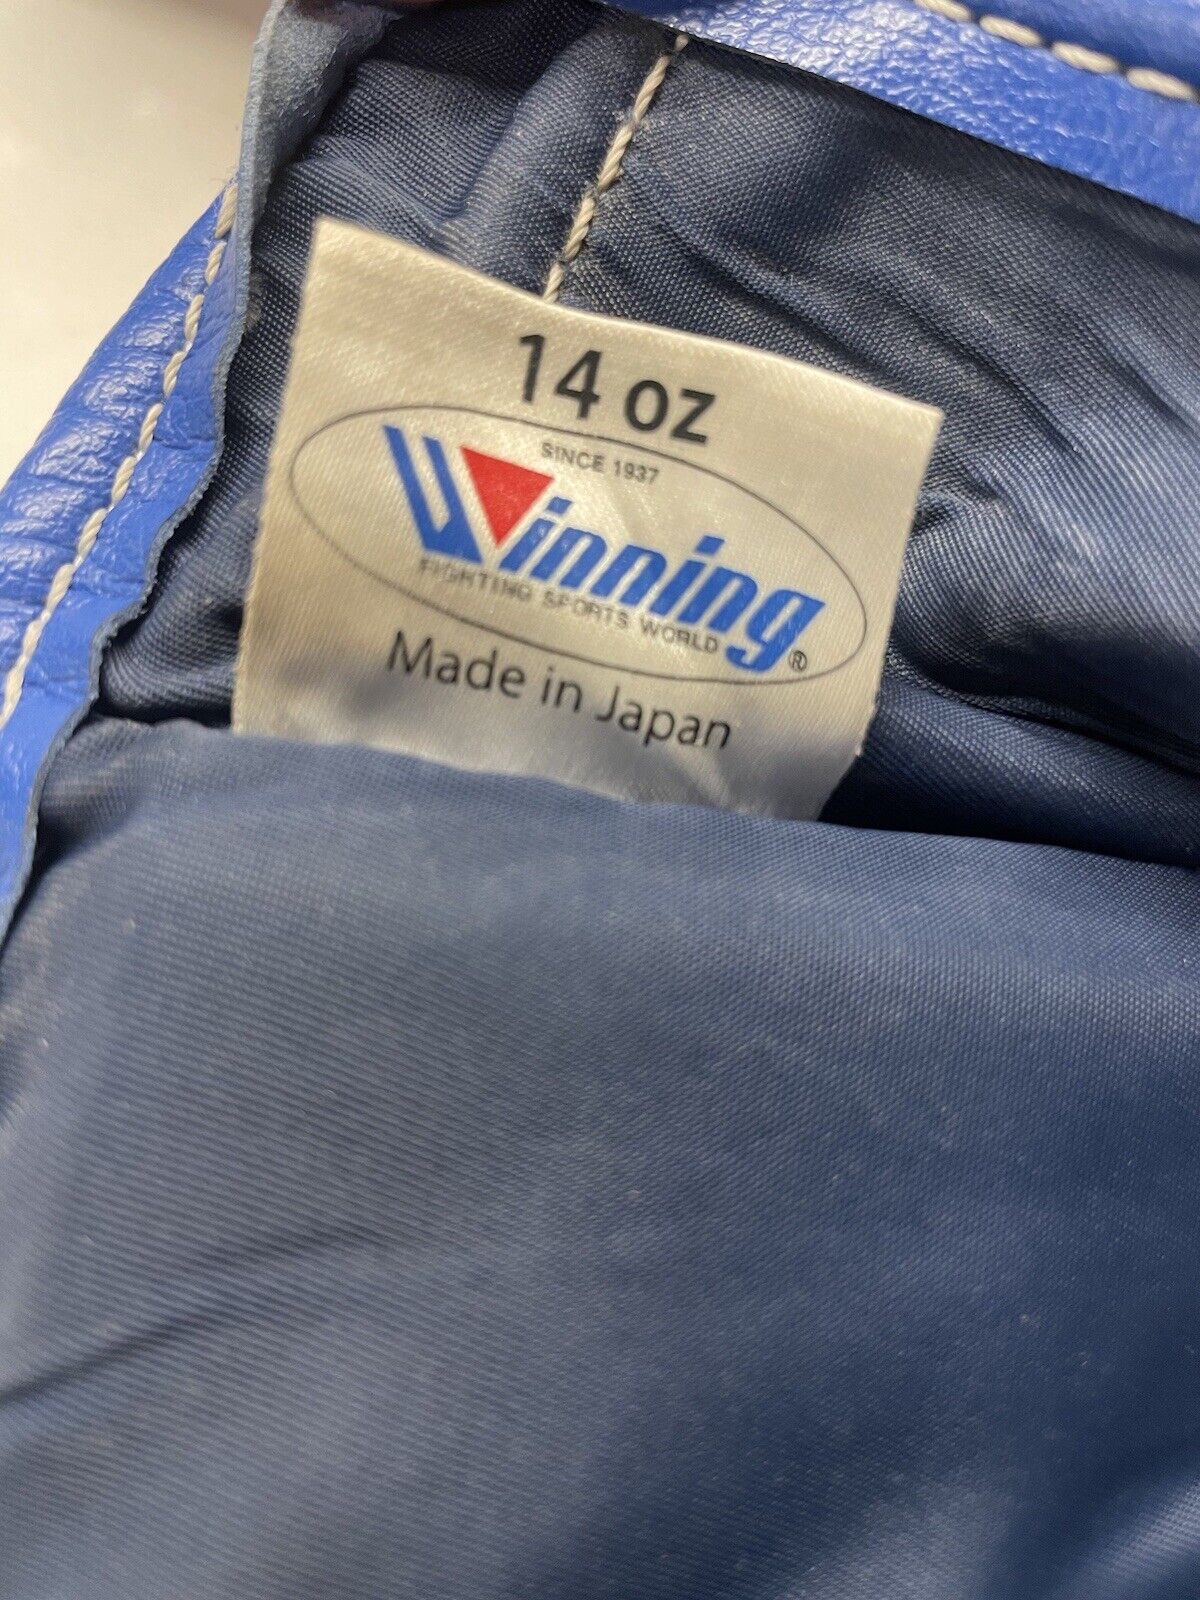 14 oz
SINCE 1937
Winning
FIGHTING SPORTS WORLD
®
Made in Japan